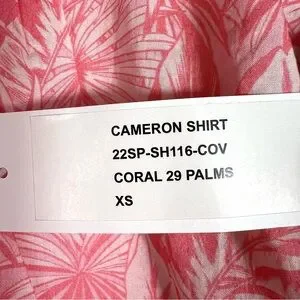 CAMERON SHIRT
22SP-SH116-COV
CORAL 29 PALMS
XS